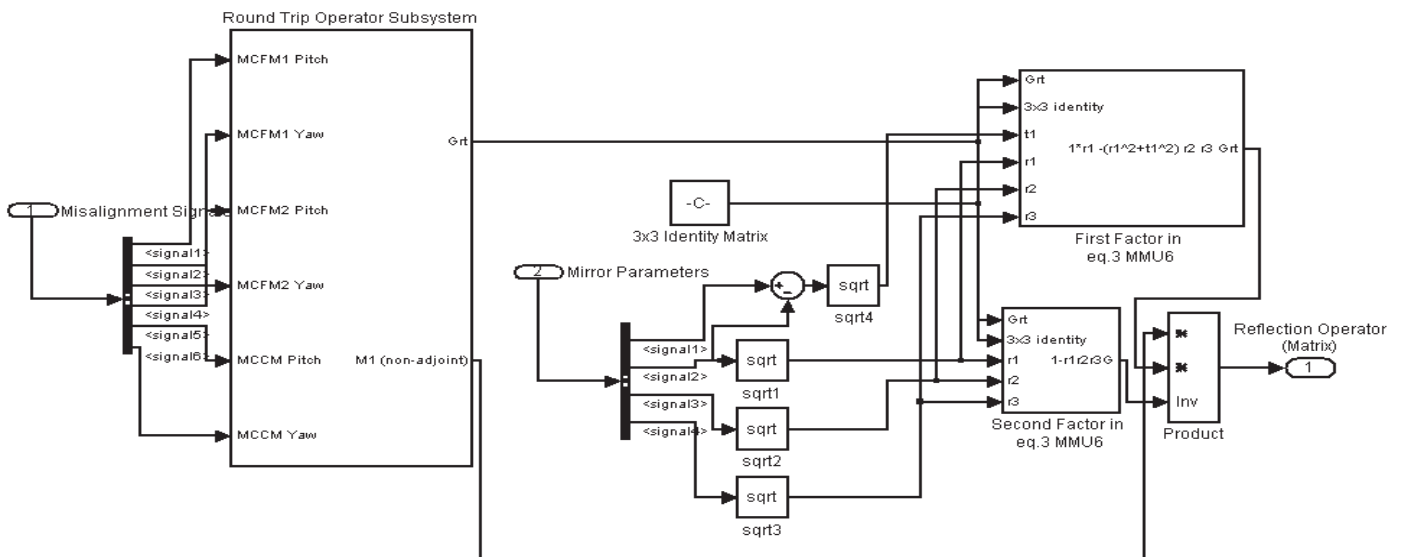 Round Trip Operator Subsystem
MCFM1 Pitch
MCFM1 Yaw
MCFM2 Pitch
MCFM2 Yaw
MCCM Pitch
MCCM Yaw
Grt
M1 (non-adjoint)
1
Misalignment Signals
<signal1>
<signal2>
<signal3>
<signal4>
<signal5>
<signal6>
-C-
3x3 Identity Matrix
2
Mirror Parameters
<signal1>
<signal2>
<signal3>
<signal4>
+
-
sqrt
sqrt4
sqrt
sqrt1
sqrt
sqrt2
sqrt
sqrt3
Grt
3x3 identity
t1
r1
r2
r3
1*r1 -(r1^2+t1^2) r2 r3 Grt
First Factor in
eq.3 MMU6
Grt
3x3 identity
r1
r2
r3
1-r1r2r3G
Second Factor in
eq.3 MMU6
*
*
Inv
Product
Reflection Operator
(Matrix)
1